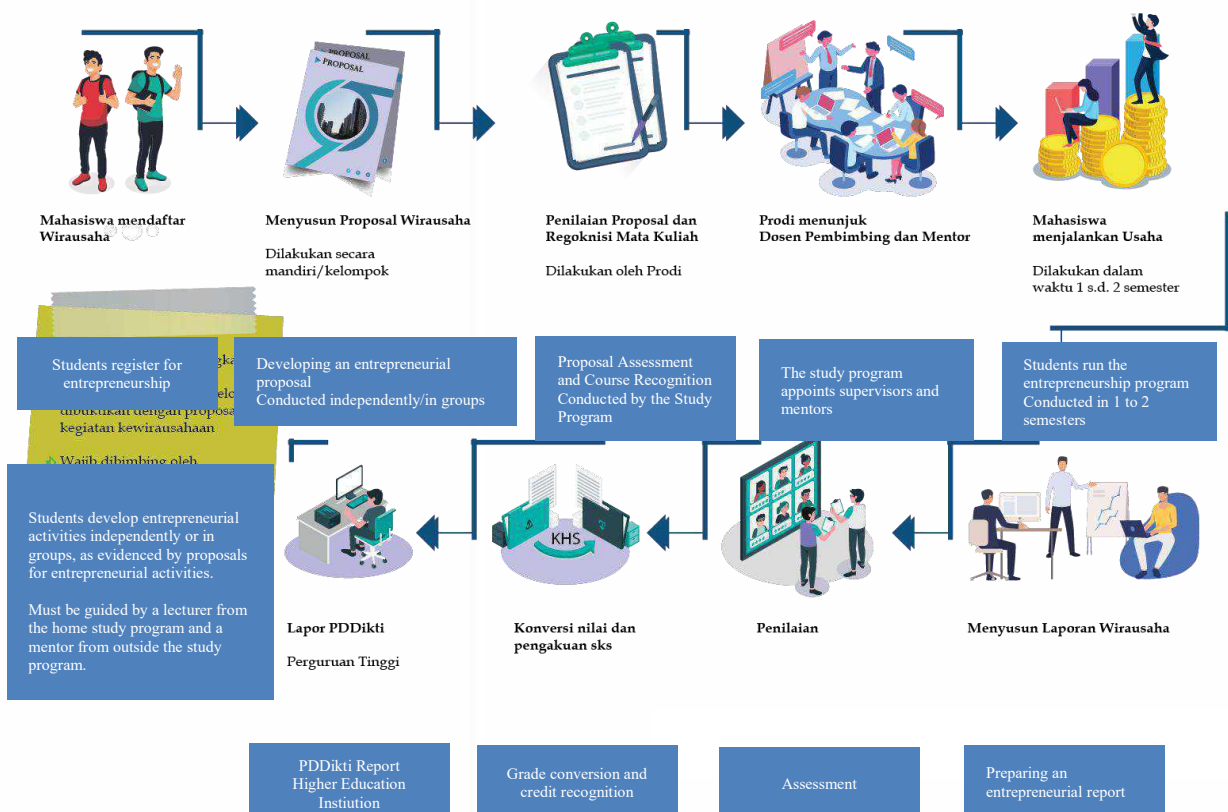 PROPOSAL
PROPOSAL
Mahasiswa mendaftar
Wirausaha
Menyusun Proposal Wirausaha
Dilakukan secara
mandiri/kelompok
Penilaian Proposal dan
Regoknisi Mata Kuliah
Dilakukan oleh Prodi
Prodi menunjuk
Dosen Pembimbing dan Mentor
Mahasiswa
menjalankan Usaha
Dilakukan dalam
waktu 1 s.d. 2 semester
Students register for
entrepreneurship
Developing an entrepreneurial
proposal
Conducted independently/in groups
Proposal Assessment
and Course Recognition
Conducted by the Study
Program
The study program
appoints supervisors and
mentors
Students run the
entrepreneurship program
Conducted in 1 to 2
semesters
dibuktikan dengan
kegiatan kewirausahaan
Wajib dibimbing oleh
Students develop entrepreneurial
activities independently or in
groups, as evidenced by proposals
for entrepreneurial activities.
Must be guided by a lecturer from
the home study program and a
mentor from outside the study
program.
KHS
Lapor PDDikti
Perguruan Tinggi
Konversi nilai dan
pengakuan sks
Penilaian
Menyusun Laporan Wirausaha
PDDikti Report
Higher Education
Instiution
Grade conversion and
credit recognition
Assessment
Preparing an
entrepreneurial report